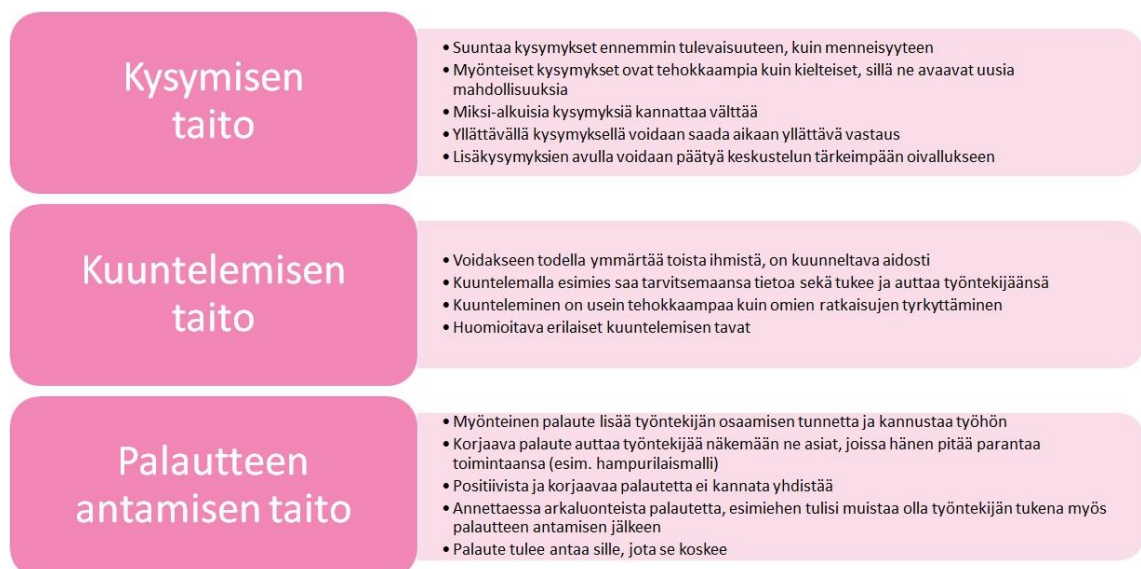 Kysymisen
taito
• Suuntaa kysymykset ennemmin tulevaisuuteen, kuin menneisyyteen
• Myönteiset kysymykset ovat tehokkaampia kuin kielteiset, sillä ne avaavat uusia
mahdollisuuksia
• Miksi-alkuisia kysymyksiä kannattaa välttää
• Yllättävällä kysymyksellä voidaan saada aikaan yllättävä vastaus
• Lisäkysymyksien avulla voidaan päätyä keskustelun tärkeimpään oivallukseen
Kuuntelemisen
taito
• Voidakseen todella ymmärtää toista ihmistä, on kuunneltava aidosti
• Kuuntelemalla esimies saa tarvitsemaansa tietoa sekä tukee ja auttaa työntekijäänsä
• Kuunteleminen on usein tehokkaampaa kuin omien ratkaisujen tyrkyttäminen
• Huomioitava erilaiset kuuntelemisen tavat
Palautteen
antamisen taito
• Myönteinen palaute lisää työntekijän osaamisen tunnetta ja kannustaa työhön
• Korjaava palaute auttaa työntekijää näkemään ne asiat, joissa hänen pitää parantaa
toimintaansa (esim. hampurilaismalli)
• Positiivista ja korjaavaa palautetta ei kannata yhdistää
• Annettaessa arkaluonteista palautetta, esimiehen tulisi muistaa olla työntekijän tukena myös
palautteen antamisen jälkeen
• Palaute tulee antaa sille, jota se koskee